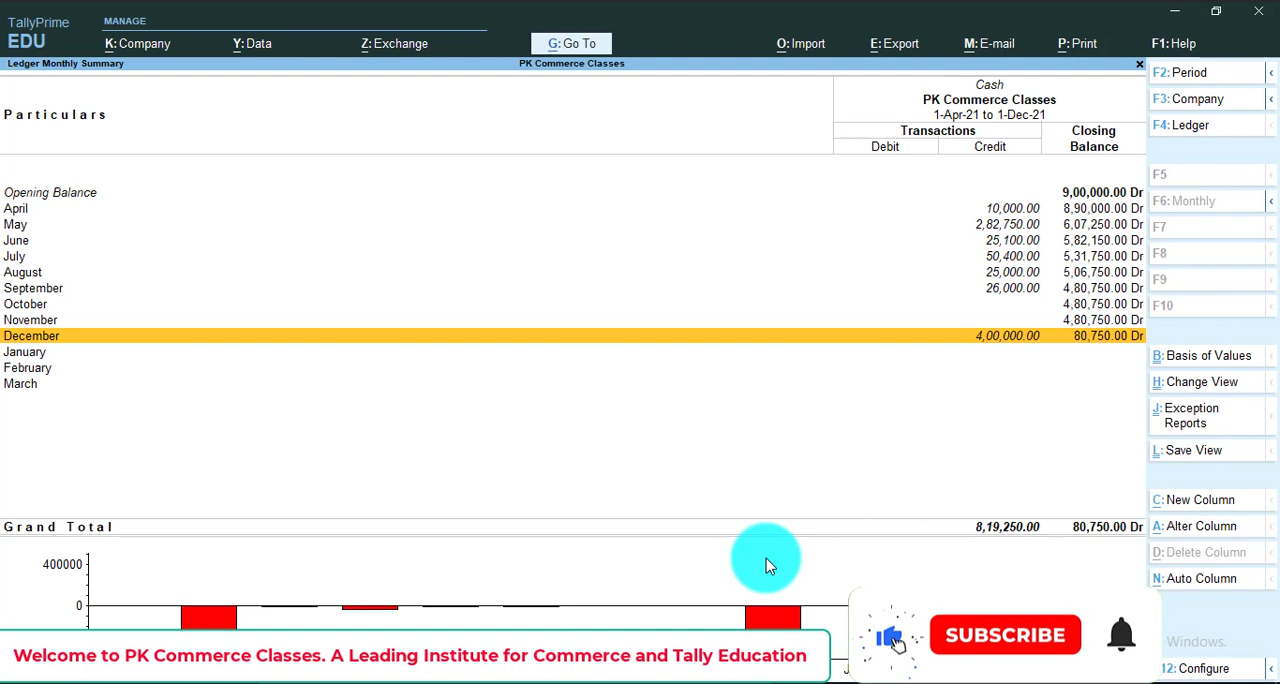 TallyPrime
EDU
MANAGE
K: Company Y: Data Z: Exchange G: Go To O: Import E: Export M: E-mail P: Print F1: Help
Ledger Monthly Summary PK Commerce Classes
Particulars
Cash
PK Commerce Classes
1-Apr-21 to 1-Dec-21
Transactions Closing
Debit Credit Balance
Opening Balance 9,00,000.00 Dr
April 10,000.00 8,90,000.00 Dr
May 2,82,750.00 6,07,250.00 Dr
June 25,100.00 5,82,150.00 Dr
July 50,400.00 5,31,750.00 Dr
August 25,000.00 5,06,750.00 Dr
September 26,000.00 4,80,750.00 Dr
October 4,80,750.00 Dr
November 4,80,750.00 Dr
December 4,00,000.00 80,750.00 Dr
January
February
March
Grand Total 8,19,250.00 80,750.00 Dr
400000
0
F2: Period
F3: Company
F4: Ledger
F5
F6: Monthly
F7
F8
F9
F10
B: Basis of Values
H: Change View
J: Exception
Reports
L: Save View
C: New Column
A: Alter Column
D: Delete Column
N: Auto Column
Windows.
12: Configure
SUBSCRIBE
Welcome to PK Commerce Classes. A Leading Institute for Commerce and Tally Education